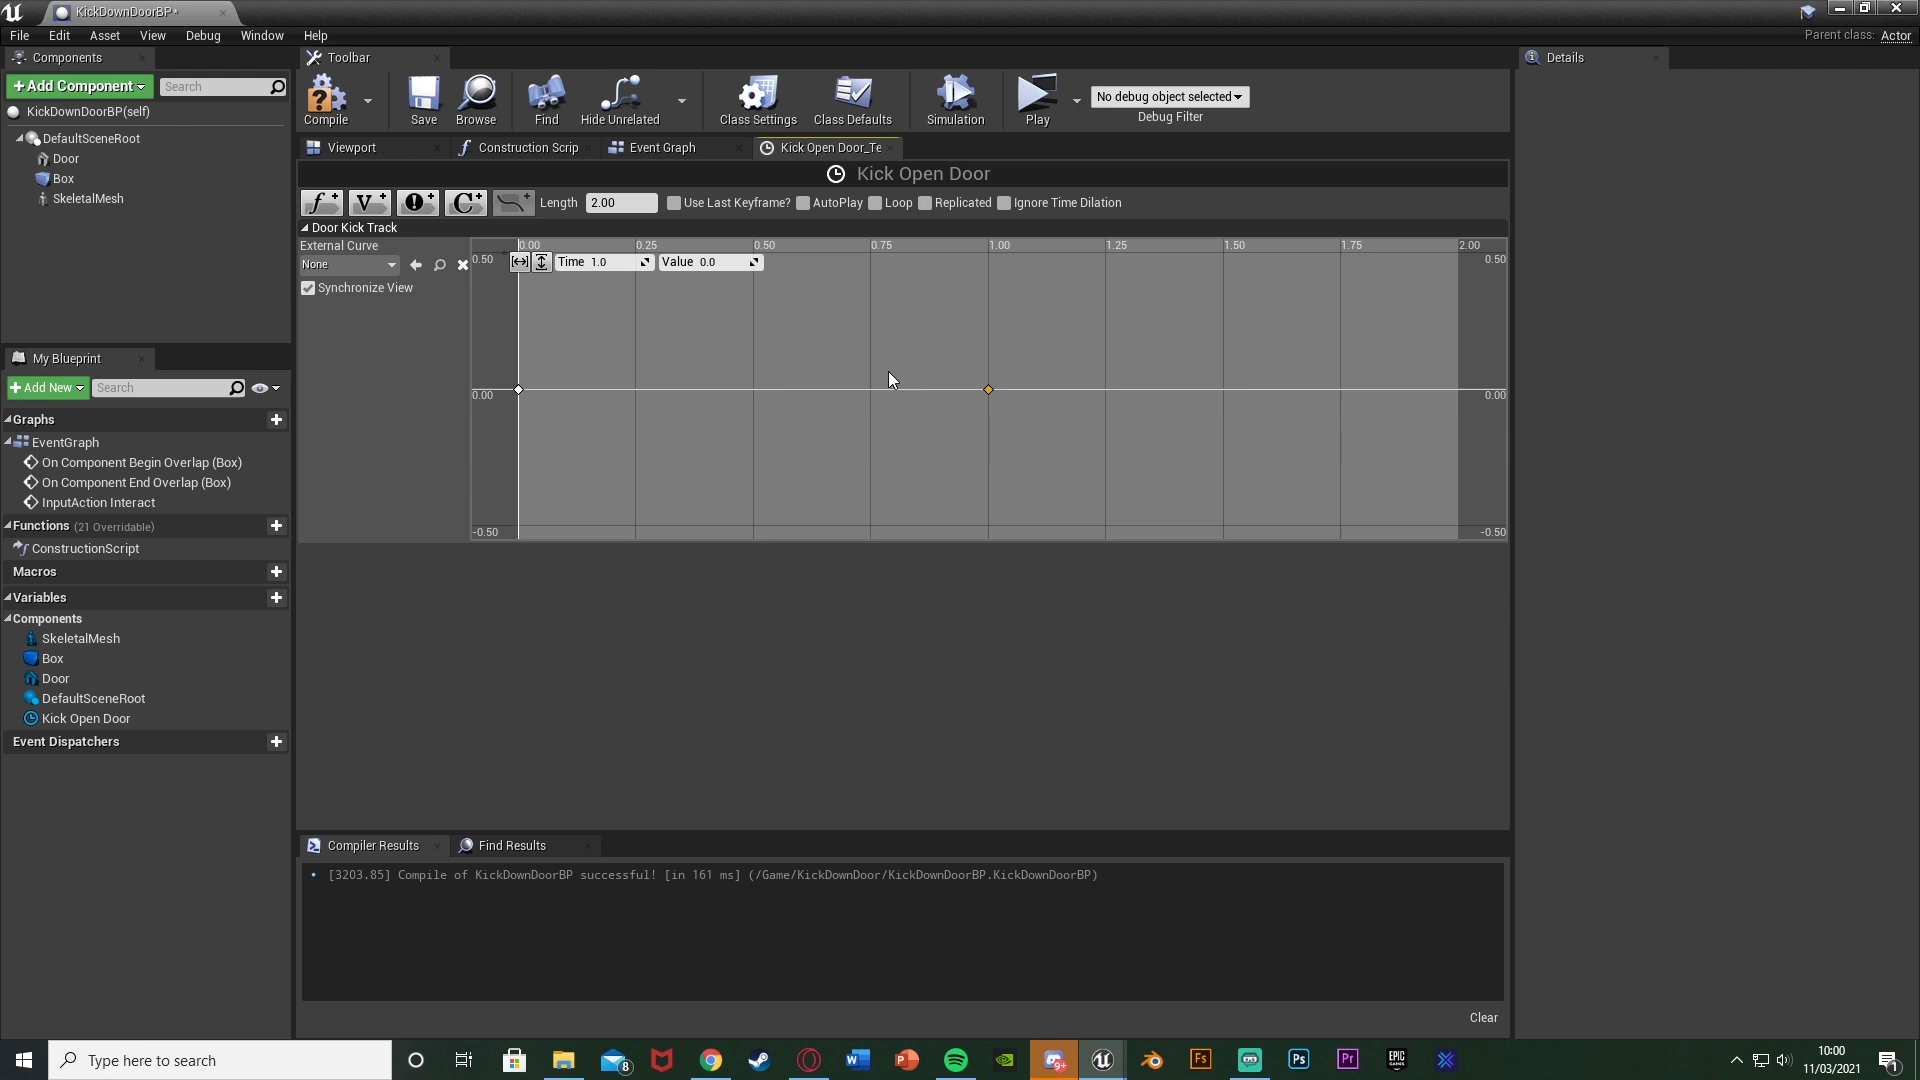 KickDownDoorBP*
File Edit Asset View Debug Window Help
Parent class: Actor
Components
Toolbar
Details
Add Component
Search
KickDownDoorBP(self)
DefaultSceneRoot
Door
Box
SkeletalMesh
Compile
Save
Browse
Find
Hide Unrelated
Class Settings
Class Defaults
Simulation
Play
No debug object selected
Debug Filter
Viewport
Construction Scrip
Event Graph
Kick Open Door_Te
Kick Open Door
Length 2.00 Use Last Keyframe? AutoPlay Loop Replicated Ignore Time Dilation
Door Kick Track
External Curve
None
Synchronize View
0.00 0.25 0.50 0.75 1.00 1.25 1.50 1.75 2.00
0.50 Time 1.0 Value 0.0 0.50
0.00 0.00
-0.50 -0.50
My Blueprint
Add New
Search
Graphs
EventGraph
On Component Begin Overlap (Box)
On Component End Overlap (Box)
InputAction Interact
Functions (21 Overridable)
ConstructionScript
Macros
Variables
Components
SkeletalMesh
Box
Door
DefaultSceneRoot
Kick Open Door
Event Dispatchers
Compiler Results
Find Results
[3203.85] Compile of KickDownDoorBP successful! [in 161 ms] (/Game/KickDownDoor/KickDownDoorBP.KickDownDoorBP)
Clear
Type here to search
8
9+
Fs
Ps
Pr
EPIC GAMES
10:00
11/03/2021
1